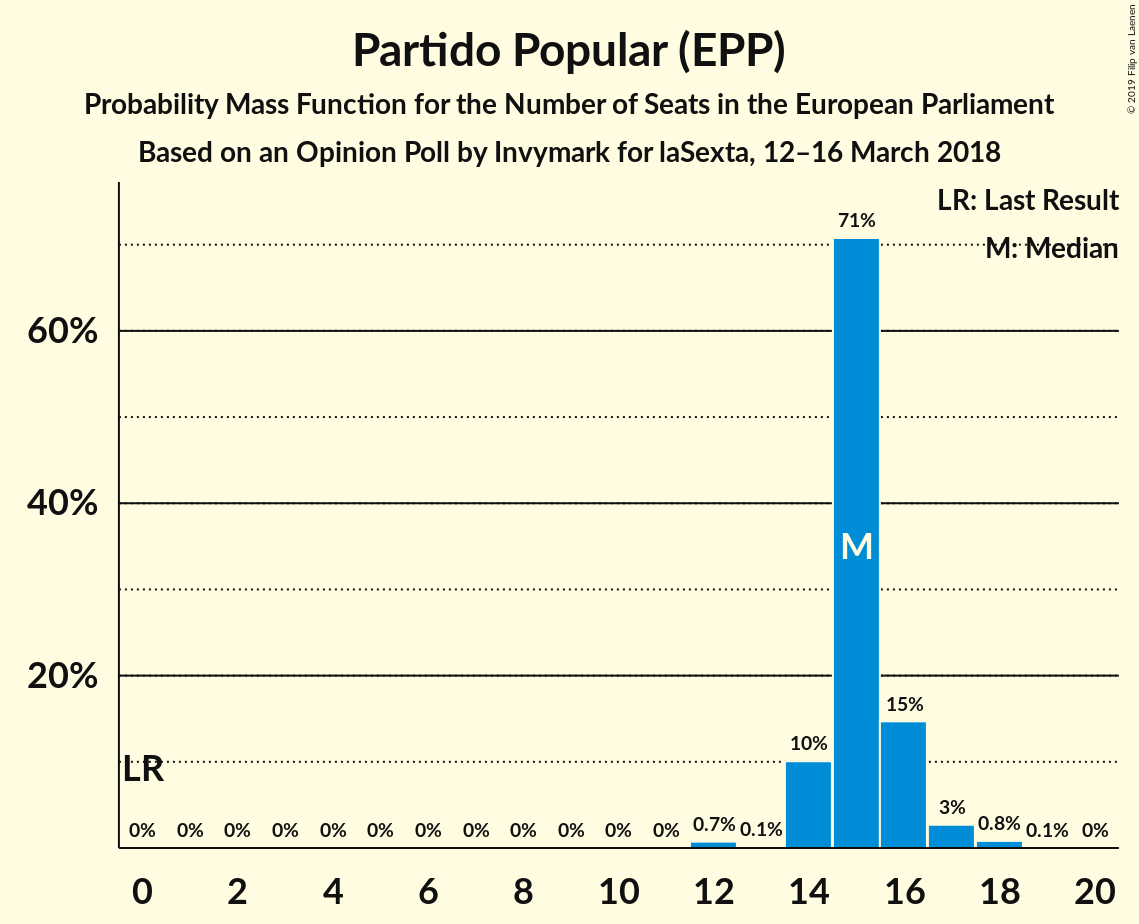 Partido Popular (EPP)
Probability Mass Function for the Number of Seats in the European Parliament
Based on an Opinion Poll by Invymark for laSexta, 12–16 March 2018
© 2019 Filip van Laenen
LR: Last Result
M: Median
71%
60%
40%
M
20%
15%
10%
LR
3%
0% 0% 0% 0% 0% 0% 0% 0% 0% 0% 0% 0% 0.7% 0.1% 0.8% 0.1% 0%
0 2 4 6 8 10 12 14 16 18 20